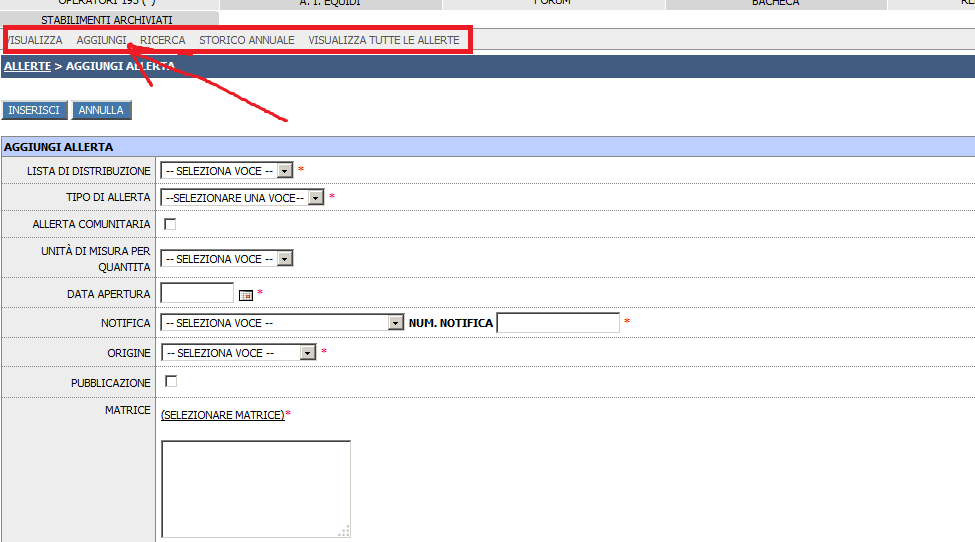 OPERATORI 193 (*) A. I. EQUIDI FORUM BACHECA
STABILIMENTI ARCHIVIATI
VISUALIZZA AGGIUNGI RICERCA STORICO ANNUALE VISUALIZZA TUTTE LE ALLERTE
ALLERTE > AGGIUNGI ALLERTA
INSERISCI ANNULLA
AGGIUNGI ALLERTA
LISTA DI DISTRIBUZIONE -- SELEZIONA VOCE -- *
TIPO DI ALLERTA --SELEZIONARE UNA VOCE-- *
ALLERTA COMUNITARIA
UNITÀ DI MISURA PER
QUANTITA -- SELEZIONA VOCE --
DATA APERTURA *
NOTIFICA -- SELEZIONA VOCE -- NUM. NOTIFICA *
ORIGINE -- SELEZIONA VOCE -- *
PUBBLICAZIONE
MATRICE (SELEZIONARE MATRICE)*